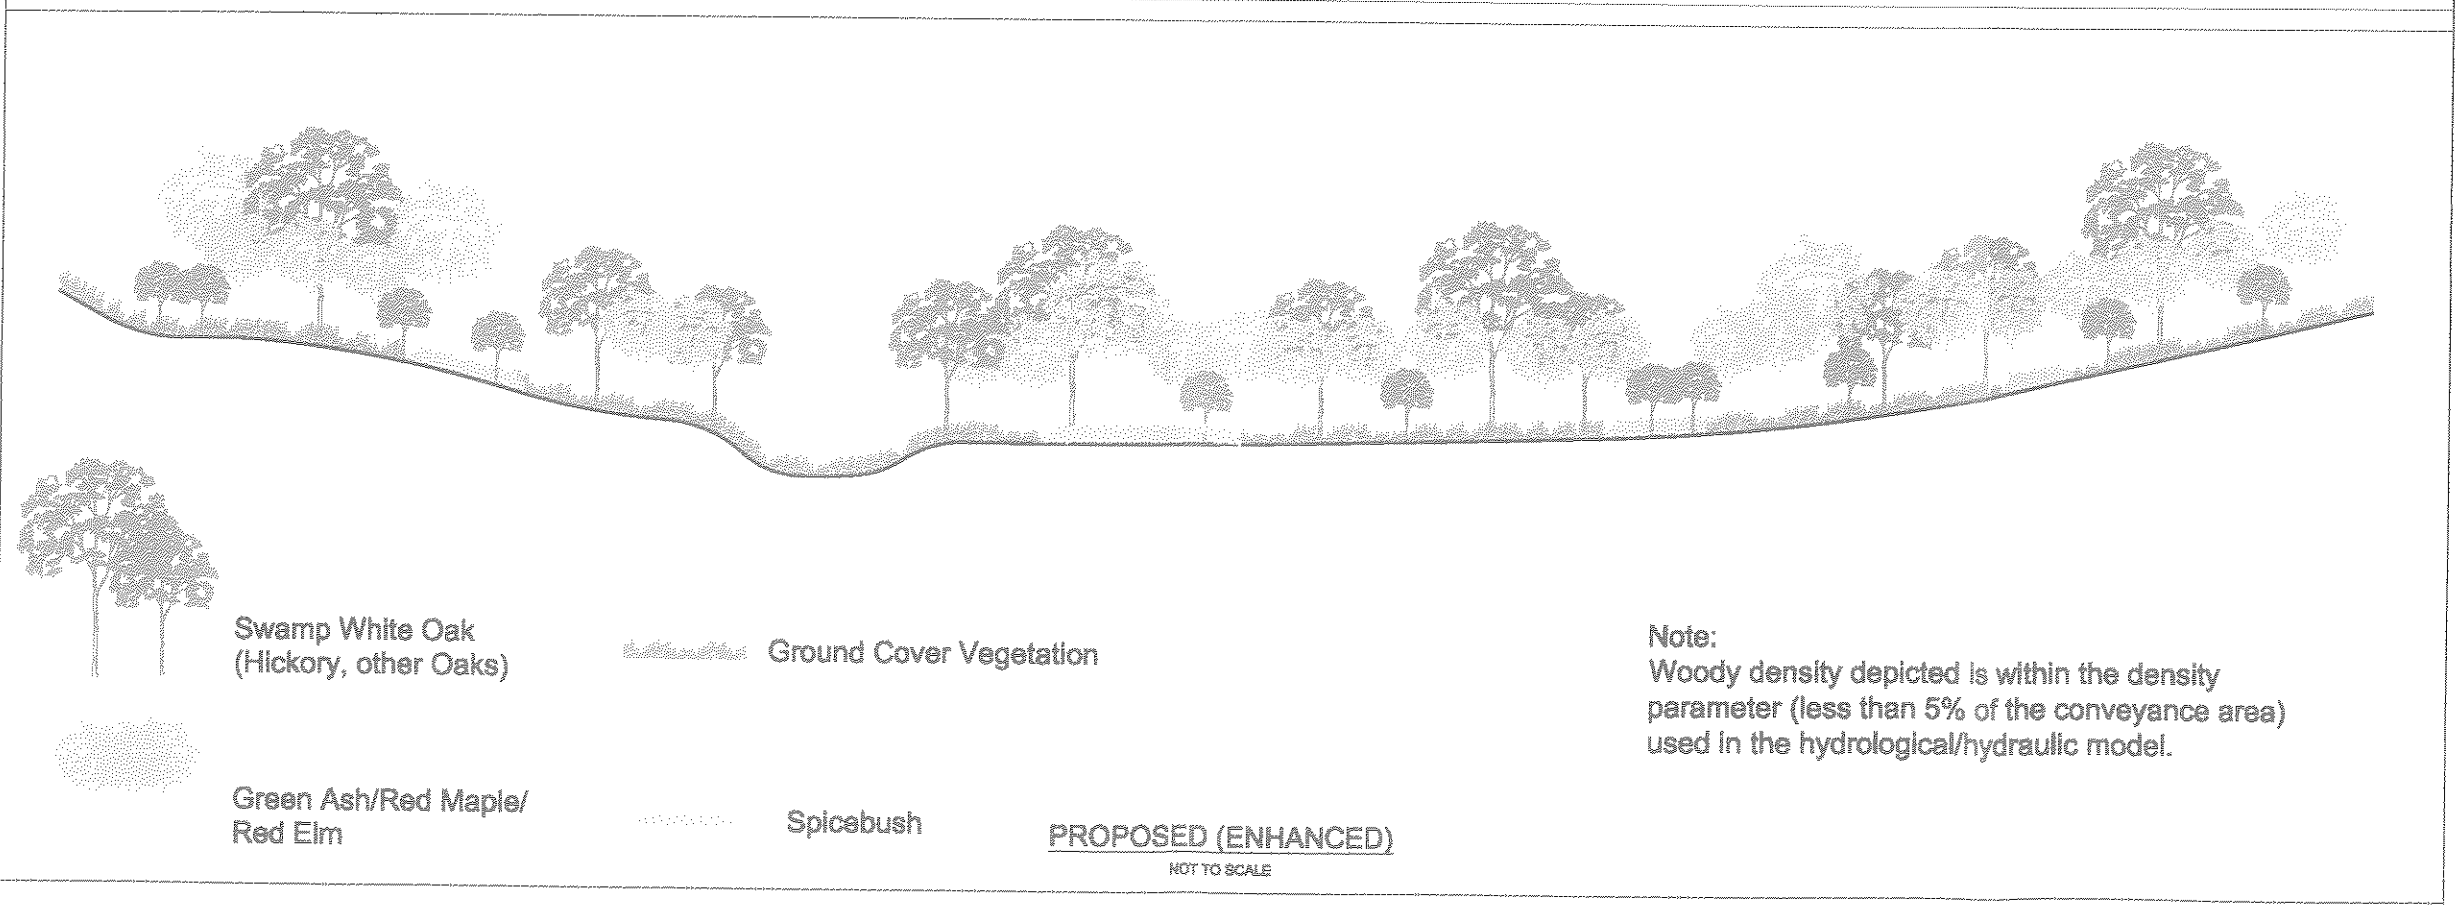 Swamp White Oak
(Hickory, other Oaks)
Ground Cover Vegetation
Note:
Woody density depicted is within the density
parameter (less than 5% of the conveyance area)
used in the hydrological/hydraulic model.
Green Ash/Red Maple/
Red Elm
Spicebush
PROPOSED (ENHANCED)
NOT TO SCALE